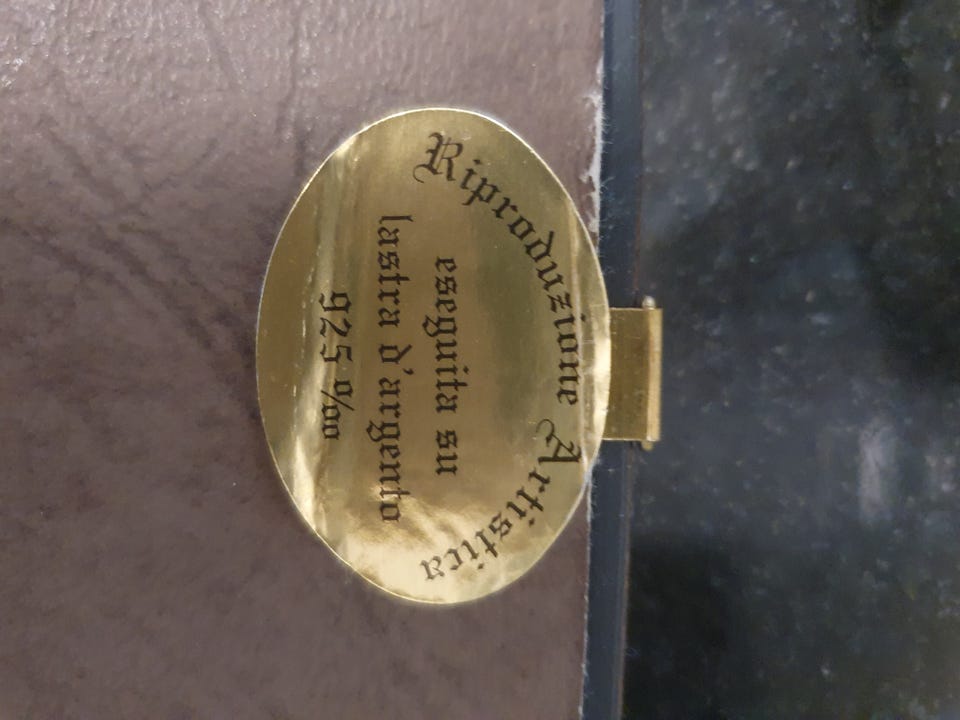 Riproduzione Artistica
eseguita su
lastra d'argento
925 ‰